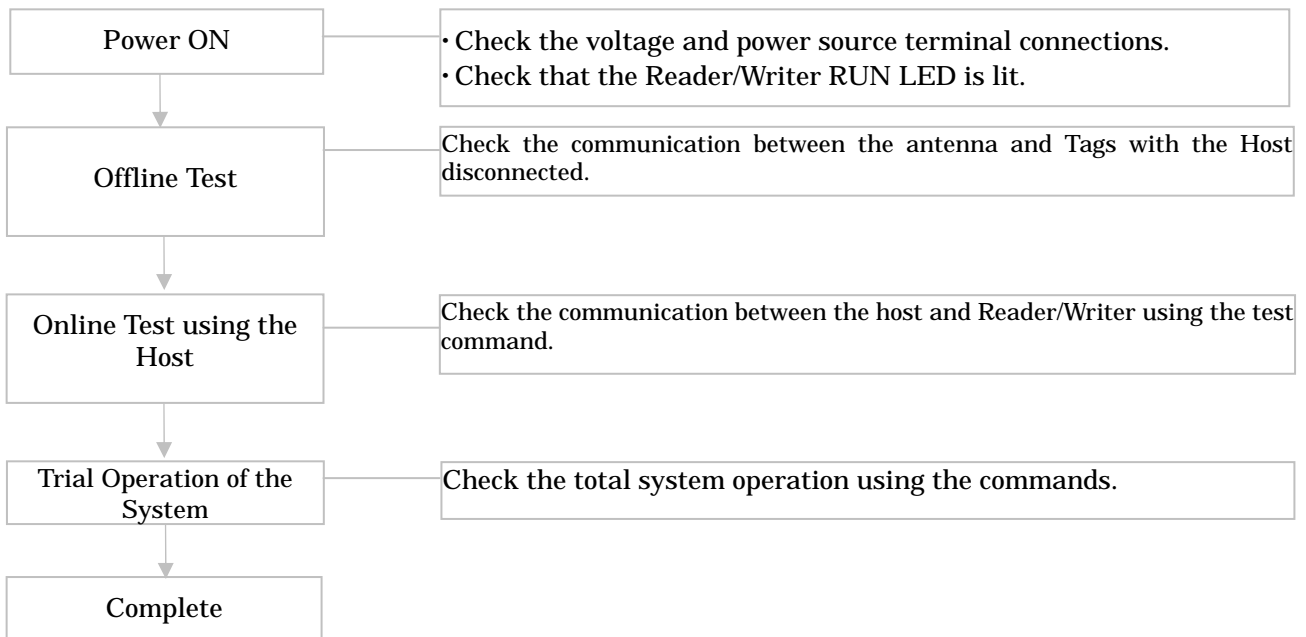 Power ON
・Check the voltage and power source terminal connections.
・Check that the Reader/Writer RUN LED is lit.
Offline Test
Check the communication between the antenna and Tags with the Host
disconnected.
Online Test using the
Host
Check the communication between the host and Reader/Writer using the test
command.
Trial Operation of the
System
Check the total system operation using the commands.
Complete